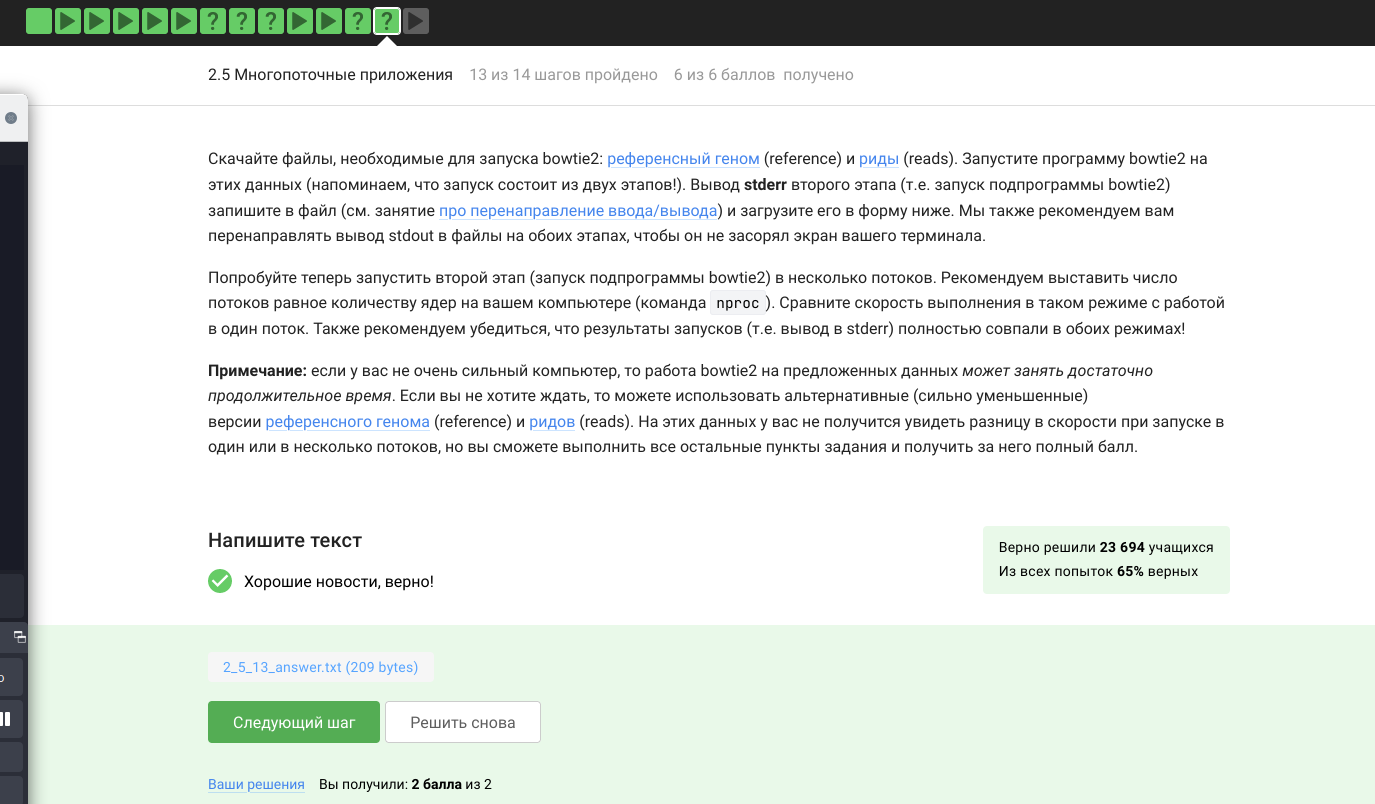 2.5 Многопоточные приложения 13 из 14 шагов пройдено 6 из 6 баллов получено
Скачайте файлы, необходимые для запуска bowtie2: референсный геном (reference) и риды (reads). Запустите программу bowtie2 на
этих данных (напоминаем, что запуск состоит из двух этапов!). Вывод stderr второго этапа (т.е. запуск подпрограммы bowtie2)
запишите в файл (см. занятие про перенаправление ввода/вывода) и загрузите его в форму ниже. Мы также рекомендуем вам
перенаправлять вывод stdout в файлы на обоих этапах, чтобы он не засорял экран вашего терминала.
Попробуйте теперь запустить второй этап (запуск подпрограммы bowtie2) в несколько потоков. Рекомендуем выставить число
потоков равное количеству ядер на вашем компьютере (команда nproc ). Сравните скорость выполнения в таком режиме с работой
в один поток. Также рекомендуем убедиться, что результаты запусков (т.е. вывод в stderr) полностью совпали в обоих режимах!
Примечание: если у вас не очень сильный компьютер, то работа bowtie2 на предложенных данных может занять достаточно
продолжительное время. Если вы не хотите ждать, то можете использовать альтернативные (сильно уменьшенные)
версии референсного генома (reference) и ридов (reads). На этих данных у вас не получится увидеть разницу в скорости при запуске в
один или в несколько потоков, но вы сможете выполнить все остальные пункты задания и получить за него полный балл.
Напишите текст
Верно решили 23 694 учащихся
Из всех попыток 65% верных
Хорошие новости, верно!
2_5_13_answer.txt (209 bytes)
Следующий шаг
Решить снова
Ваши решения Вы получили: 2 балла из 2